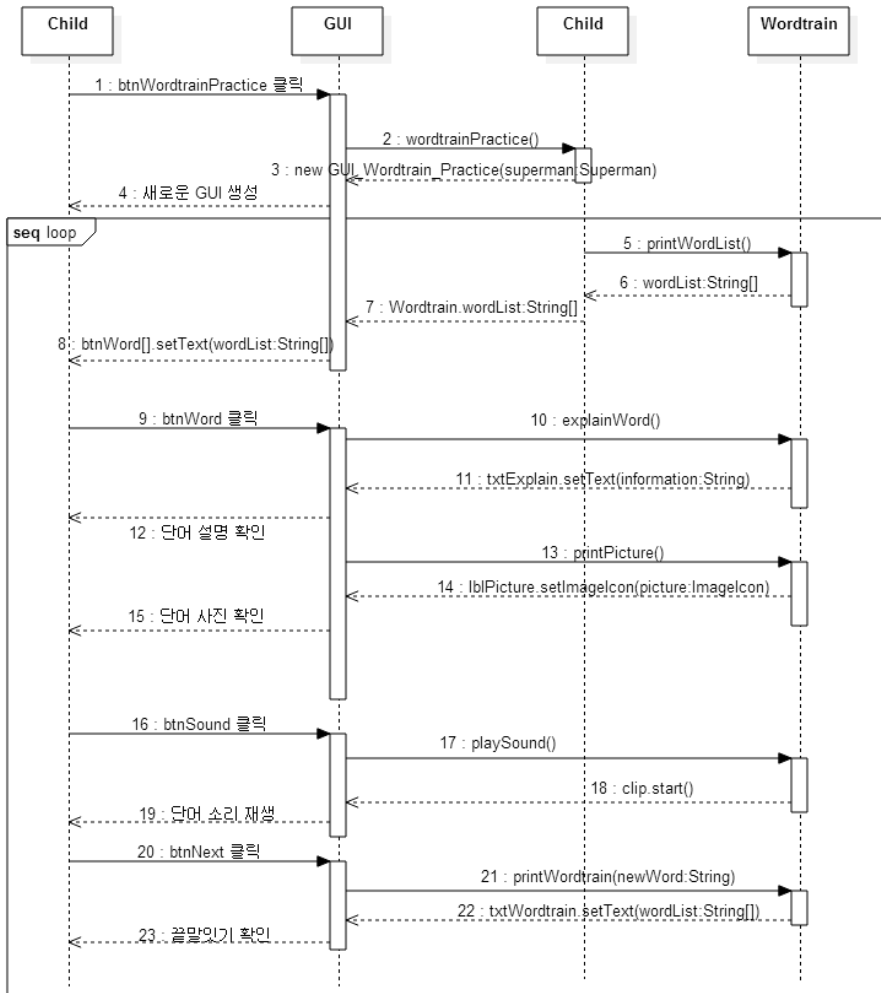 Child
GUI
Child
Wordtrain
1 : btnWordtrainPractice 클릭
2 : wordtrainPractice()
3 : new GUI_Wordtrain_Practice(superman:Superman)
4 : 새로운 GUI 생성
seq loop
5 : printWordList()
6 : wordList:String[]
7 : Wordtrain.wordList:String[]
8 : btnWord[].setText(wordList:String[])
9 : btnWord 클릭
10 : explainWord()
11 : txtExplain.setText(information:String)
12 : 단어 설명 확인
13 : printPicture()
14 : lblPicture.setImageIcon(picture:ImageIcon)
15 : 단어 사진 확인
16 : btnSound 클릭
17 : playSound()
18 : clip.start()
19 : 단어 소리 재생
20 : btnNext 클릭
21 : printWordtrain(newWord:String)
22 : txtWordtrain.setText(wordList:String[])
23 : 끝말잇기 확인